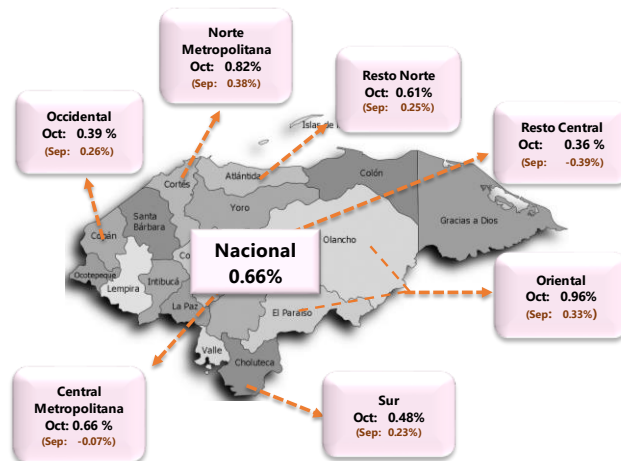 Norte
Metropolitana
Oct: 0.82%
(Sep: 0.38%)
Resto Norte
Oct: 0.61%
(Sep: 0.25%)
Occidental
Oct: 0.39 %
(Sep: 0.26%)
Resto Central
Oct: 0.36 %
(Sep: -0.39%)
Islas de
Atlántida
Cortés
Colón
Yoro
Santa
Bárbara
Gracias a Dios
Copán
Olancho
Co
Nacional
0.66%
Ocotepeque
Lempira
Intibucá
La Paz
El Paraíso
Valle
Choluteca
Oriental
Oct: 0.96%
(Sep: 0.33%)
Central
Metropolitana
Oct: 0.66 %
(Sep: -0.07%)
Sur
Oct: 0.48%
(Sep: 0.23%)